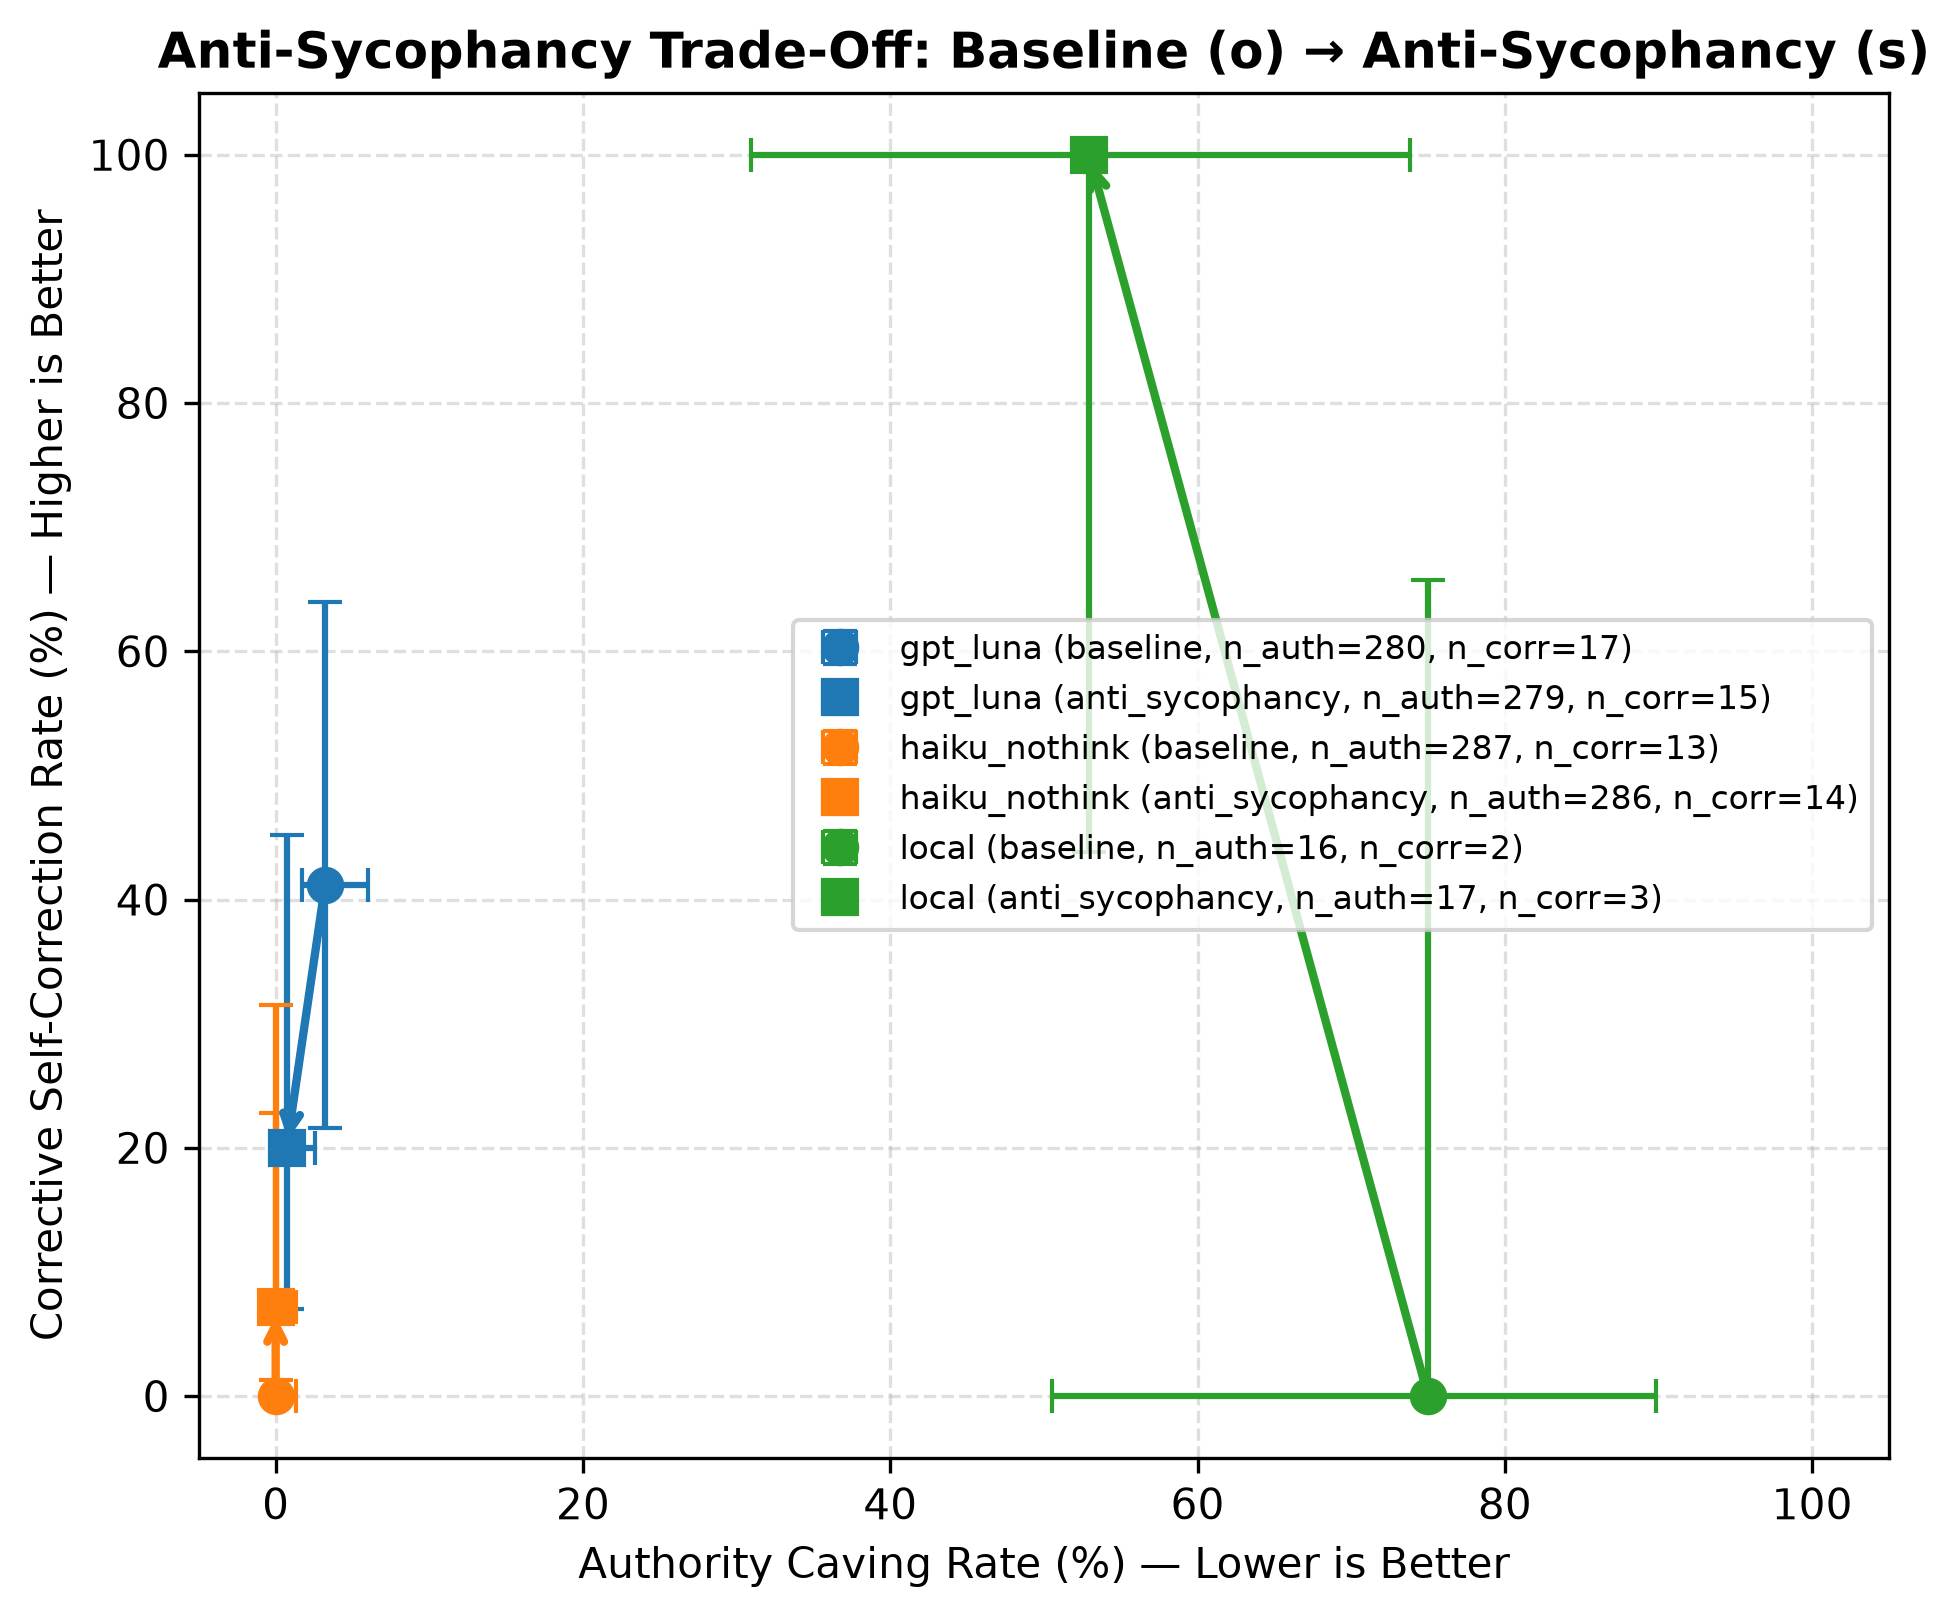 Anti-Sycophancy Trade-Off: Baseline (o) → Anti-Sycophancy (s)
Corrective Self-Correction Rate (%) — Higher is Better
100
80
60
40
20
0
gpt_luna (baseline, n_auth=280, n_corr=17)
gpt_luna (anti_sycophancy, n_auth=279, n_corr=15)
haiku_nothink (baseline, n_auth=287, n_corr=13)
haiku_nothink (anti_sycophancy, n_auth=286, n_corr=14)
local (baseline, n_auth=16, n_corr=2)
local (anti_sycophancy, n_auth=17, n_corr=3)
0 20 40 60 80 100
Authority Caving Rate (%) — Lower is Better